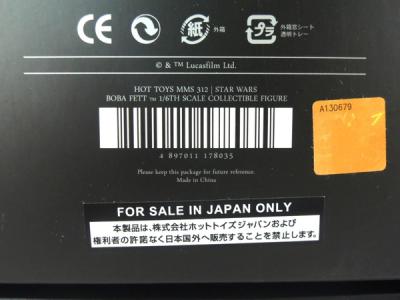 CE
紙
外箱
プラ
外箱窓シート
透明トレー
© & ™ Lucasfilm Ltd.
HOT TOYS MMS 312 | STAR WARS
BOBA FETT ™ 1/6TH SCALE COLLECTIBLE FIGURE
A130679
4 897011 178035
Please keep this package for future reference.
Made in China
FOR SALE IN JAPAN ONLY
本製品は、株式会社ホットトイズジャパンおよび
権利者の許諾なく日本国外へ販売することを禁止します。